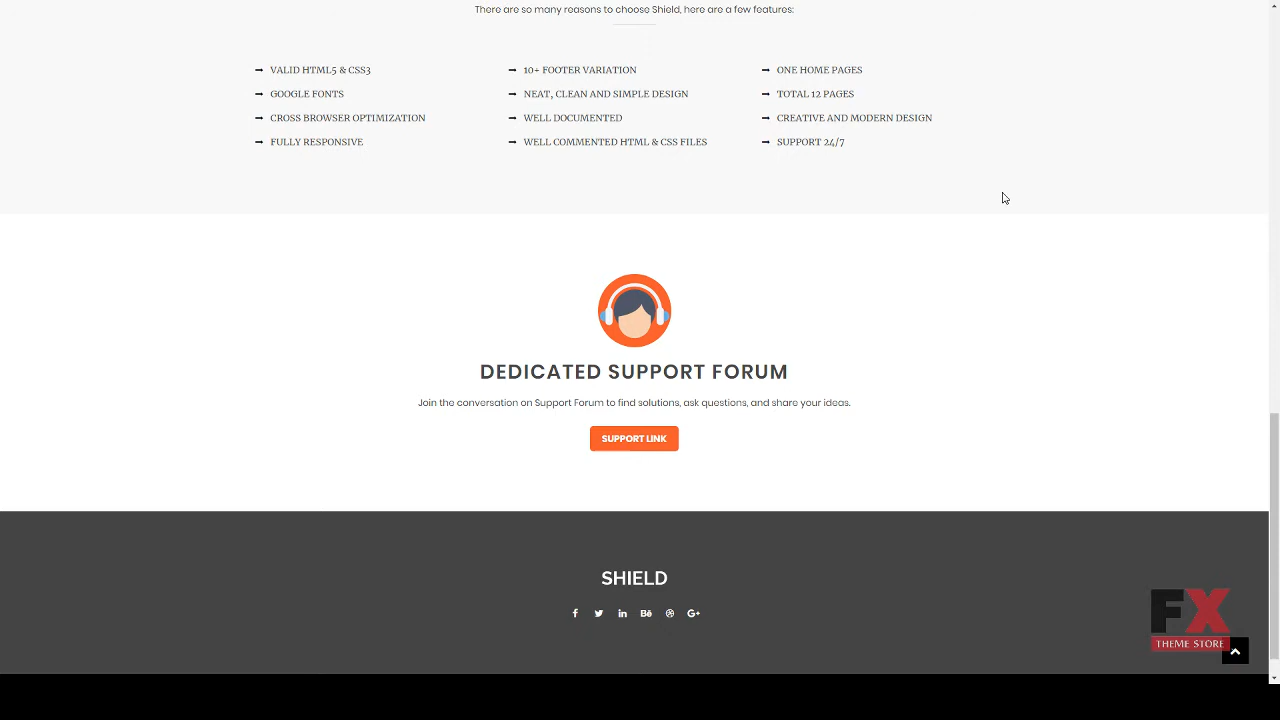 There are so many reasons to choose Shield, here are a few features:
VALID HTML5 & CSS3
GOOGLE FONTS
CROSS BROWSER OPTIMIZATION
FULLY RESPONSIVE
10+ FOOTER VARIATION
NEAT, CLEAN AND SIMPLE DESIGN
WELL DOCUMENTED
WELL COMMENTED HTML & CSS FILES
ONE HOME PAGES
TOTAL 12 PAGES
CREATIVE AND MODERN DESIGN
SUPPORT 24/7
DEDICATED SUPPORT FORUM
Join the conversation on Support Forum to find solutions, ask questions, and share your ideas.
SUPPORT LINK
SHIELD
FX
THEME STORE